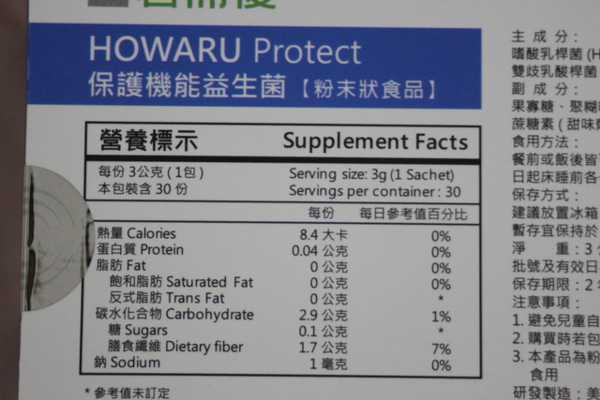 HOWARU Protect
保護機能益生菌【粉末狀食品】
營養標示 Supplement Facts
每份 3公克 ( 1包 ) Serving size: 3g (1 Sachet)
本包裝含 30 份 Servings per container : 30
每份 每日參考值百分比
熱量 Calories 8.4 大卡 0%
蛋白質 Protein 0.04 公克 0%
脂肪 Fat 0 公克 0%
飽和脂肪 Saturated Fat 0 公克 0%
反式脂肪 Trans Fat 0 公克 *
碳水化合物 Carbohydrate 2.9 公克 1%
糖 Sugars 0.1 公克 *
膳食纖維 Dietary fiber 1.7 公克 7%
鈉 Sodium 1 毫克 0%
* 參考值未訂定
主 成 分 :
嗜酸乳桿菌 (H
雙歧乳酸桿菌
副 成 分 :
果寡糖、聚糊
蔗糖素 ( 甜味
食用方法 :
餐前或飯後皆
日起床睡前各
保存方式 :
建議放置冰箱
暫存宜保持於
淨 重 : 3
批號及有效日
保存期限 : 2
注意事項 :
1. 避免兒童自
2. 購買時若包
3. 本產品為粉
食用
研發製造 : 美